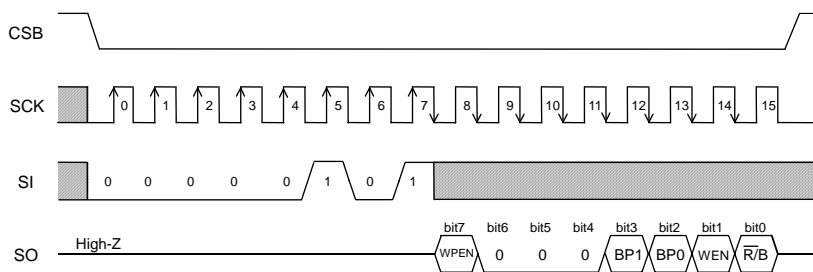 CSB
SCK 0 1 2 3 4 5 6 7 8 9 10 11 12 13 14 15
SI 0 0 0 0 0 1 0 1
bit7 bit6 bit5 bit4 bit3 bit2 bit1 bit0
SO High-Z WPEN 0 0 0 BP1 BP0 WEN R̅/B